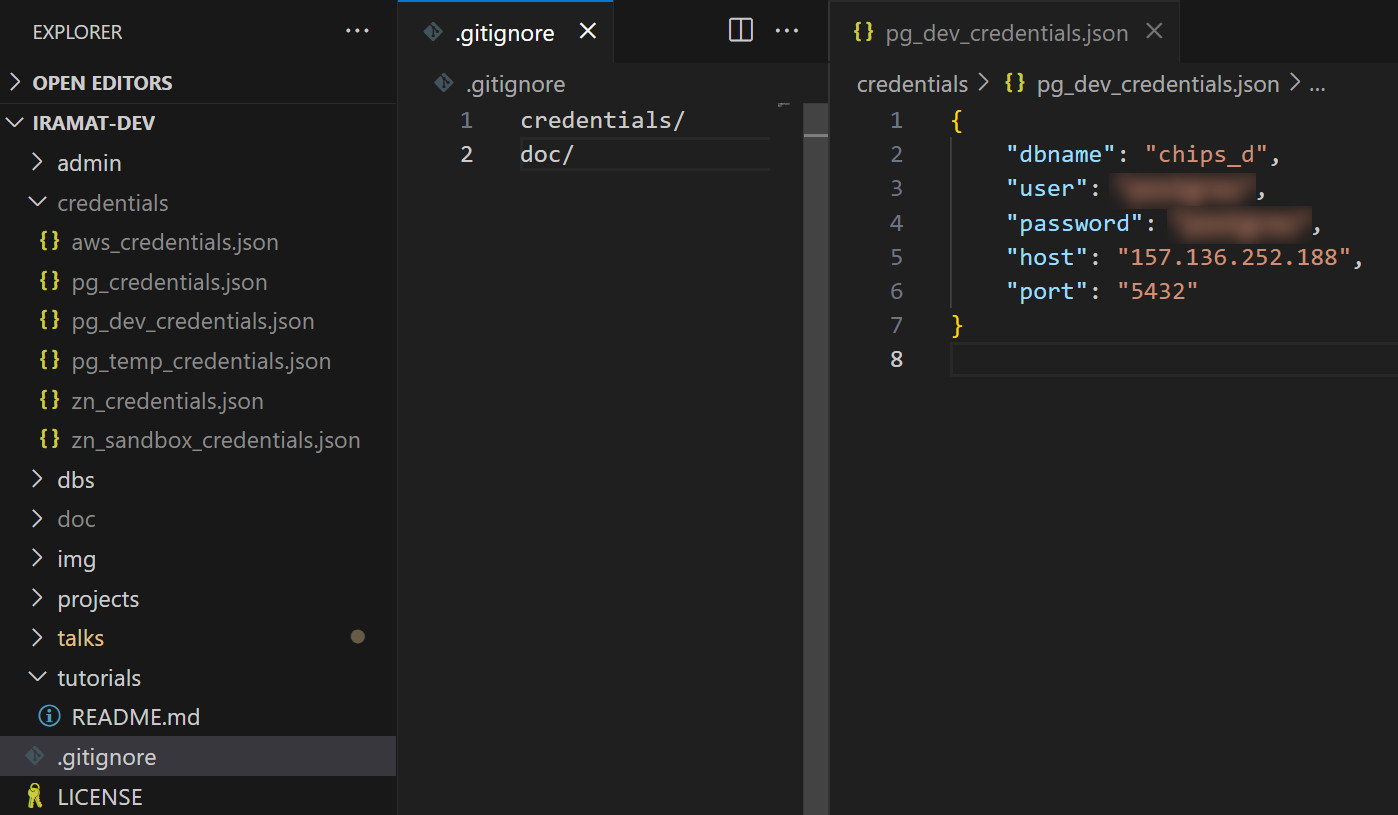 EXPLORER ...
OPEN EDITORS
IRAMAT-DEV
admin
credentials
{} aws_credentials.json
{} pg_credentials.json
{} pg_dev_credentials.json
{} pg_temp_credentials.json
{} zn_credentials.json
{} zn_sandbox_credentials.json
dbs
doc
img
projects
talks
tutorials
README.md
.gitignore
LICENSE
.gitignore
.gitignore
1 credentials/
2 doc/
{} pg_dev_credentials.json
credentials > {} pg_dev_credentials.json > ...
1 {
2 "dbname": "chips_d",
3 "user": ,
4 "password": ,
5 "host": "157.136.252.188",
6 "port": "5432"
7 }
8